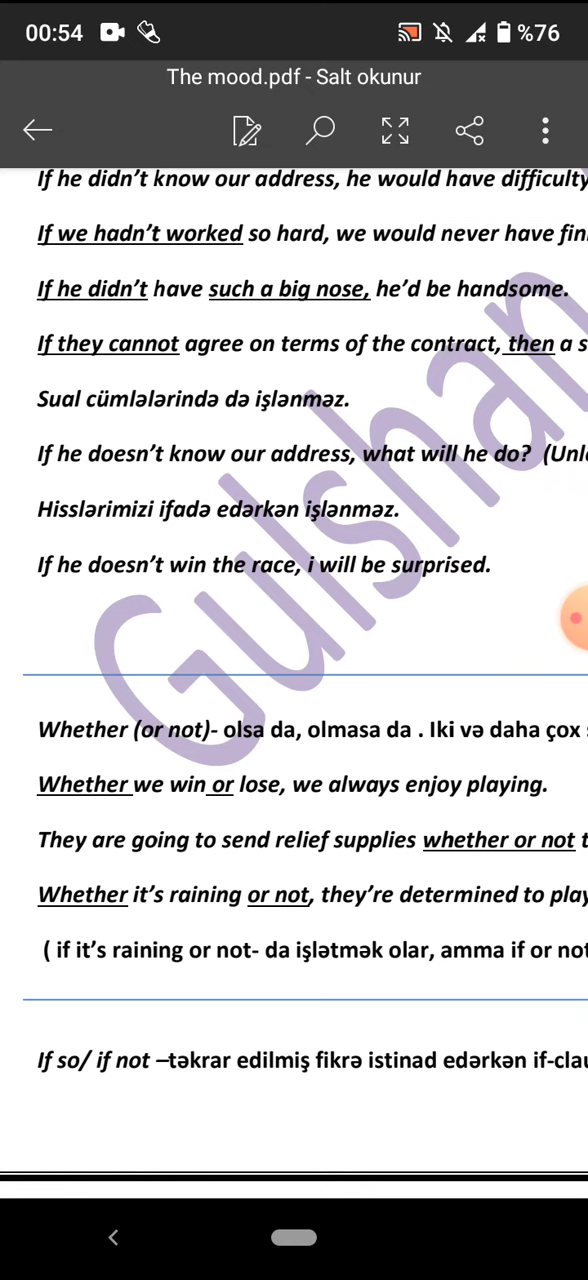 00:54 %76
The mood.pdf - Salt okunur
If he didn’t know our address, he would have difficulty
If we hadn’t worked so hard, we would never have
If he didn’t have such a big nose, he’d be handsome.
If they cannot agree on terms of the contract, then a
Sual cümlələrində də işlənməz.
If he doesn’t know our address, what will he do? (
Hisslərimizi ifadə edərkən işlənməz.
If he doesn’t win the race, i will be surprised.
Gulshan
Whether (or not)- olsa da, olmasa da . Iki və daha çox
Whether we win or lose, we always enjoy playing.
They are going to send relief supplies whether or not
Whether it’s raining or not, they’re determined to play
( if it’s raining or not- da işlətmək olar, amma if or not
If so/ if not –təkrar edilmiş fikrə istinad edərkən